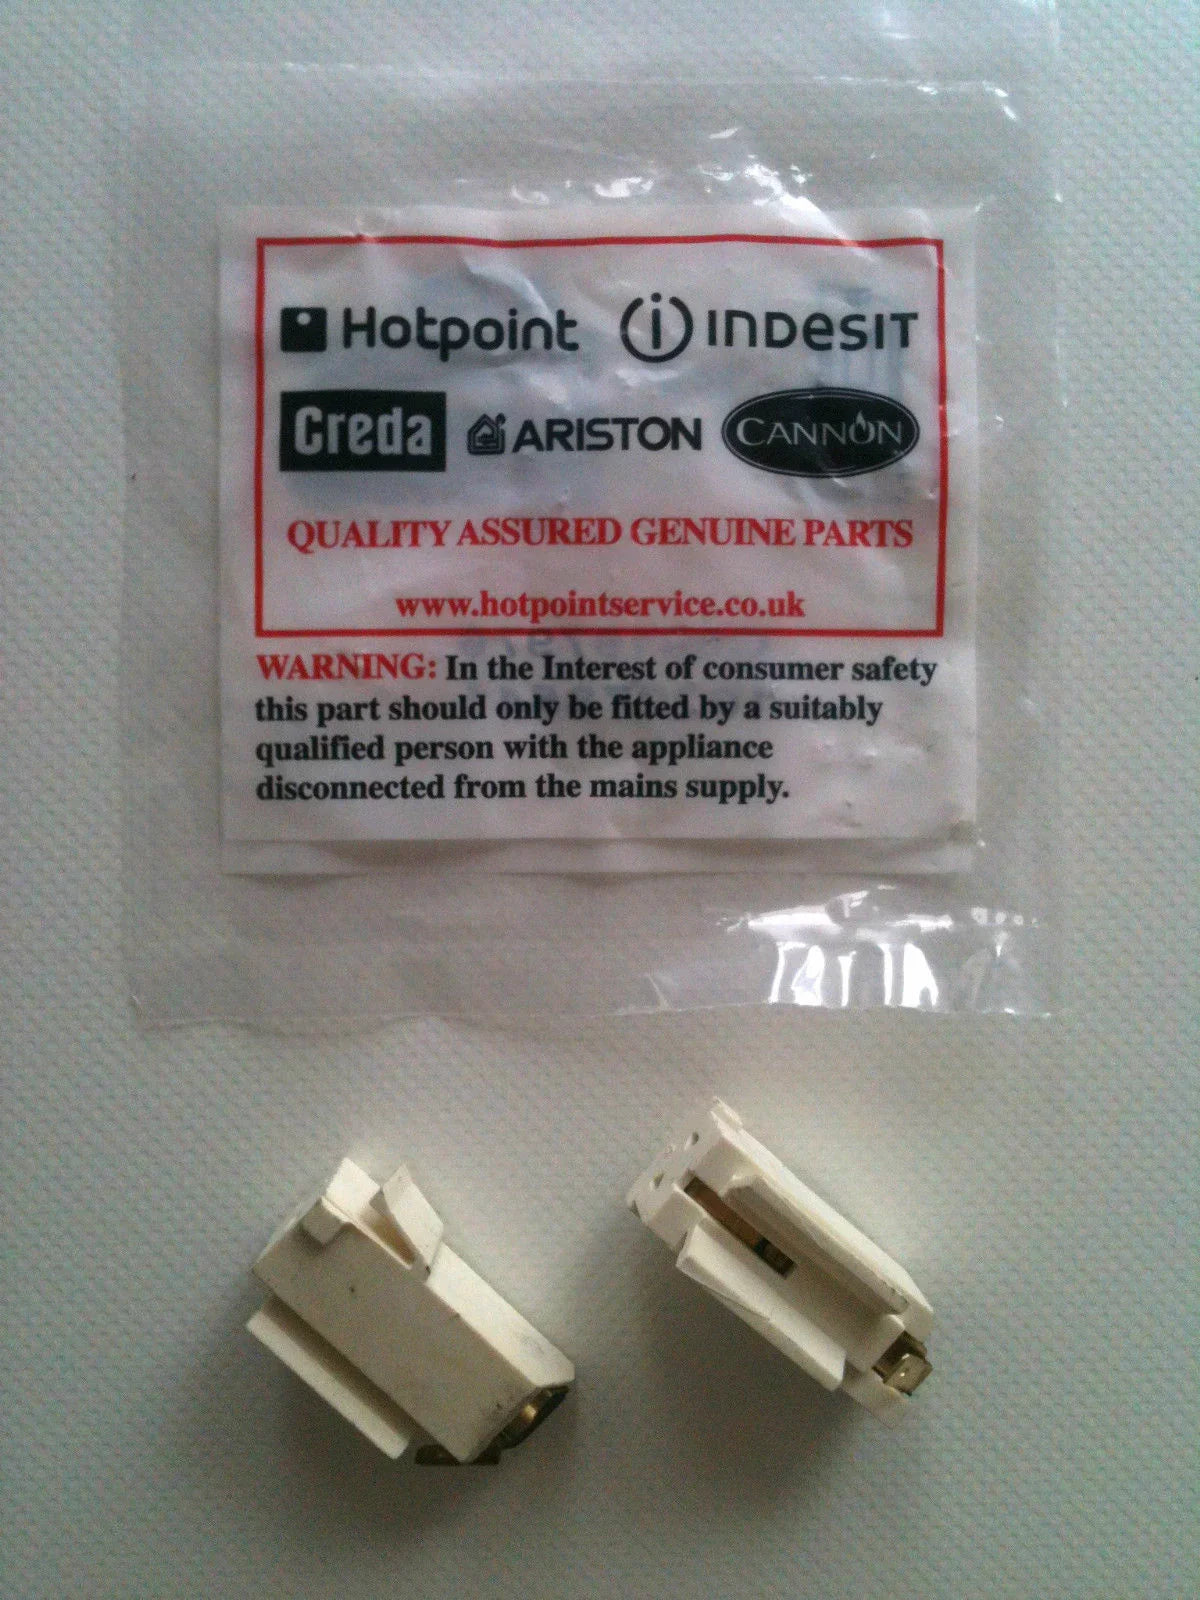 Hotpoint INDESIT
Creda ARISTON CANNON
QUALITY ASSURED GENUINE PARTS
www.hotpointservice.co.uk
WARNING: In the Interest of consumer safety
this part should only be fitted by a suitably
qualified person with the appliance
disconnected from the mains supply.